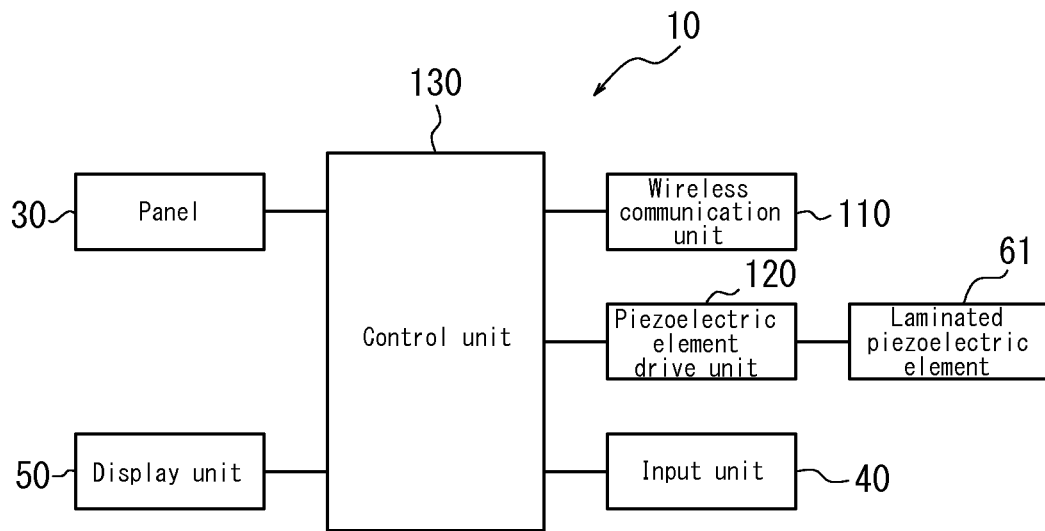 10
130
30
Panel
Wireless
communication
unit
110
61
120
Control unit
Piezoelectric
element
drive unit
Laminated
piezoelectric
element
50
Display unit
Input unit
40